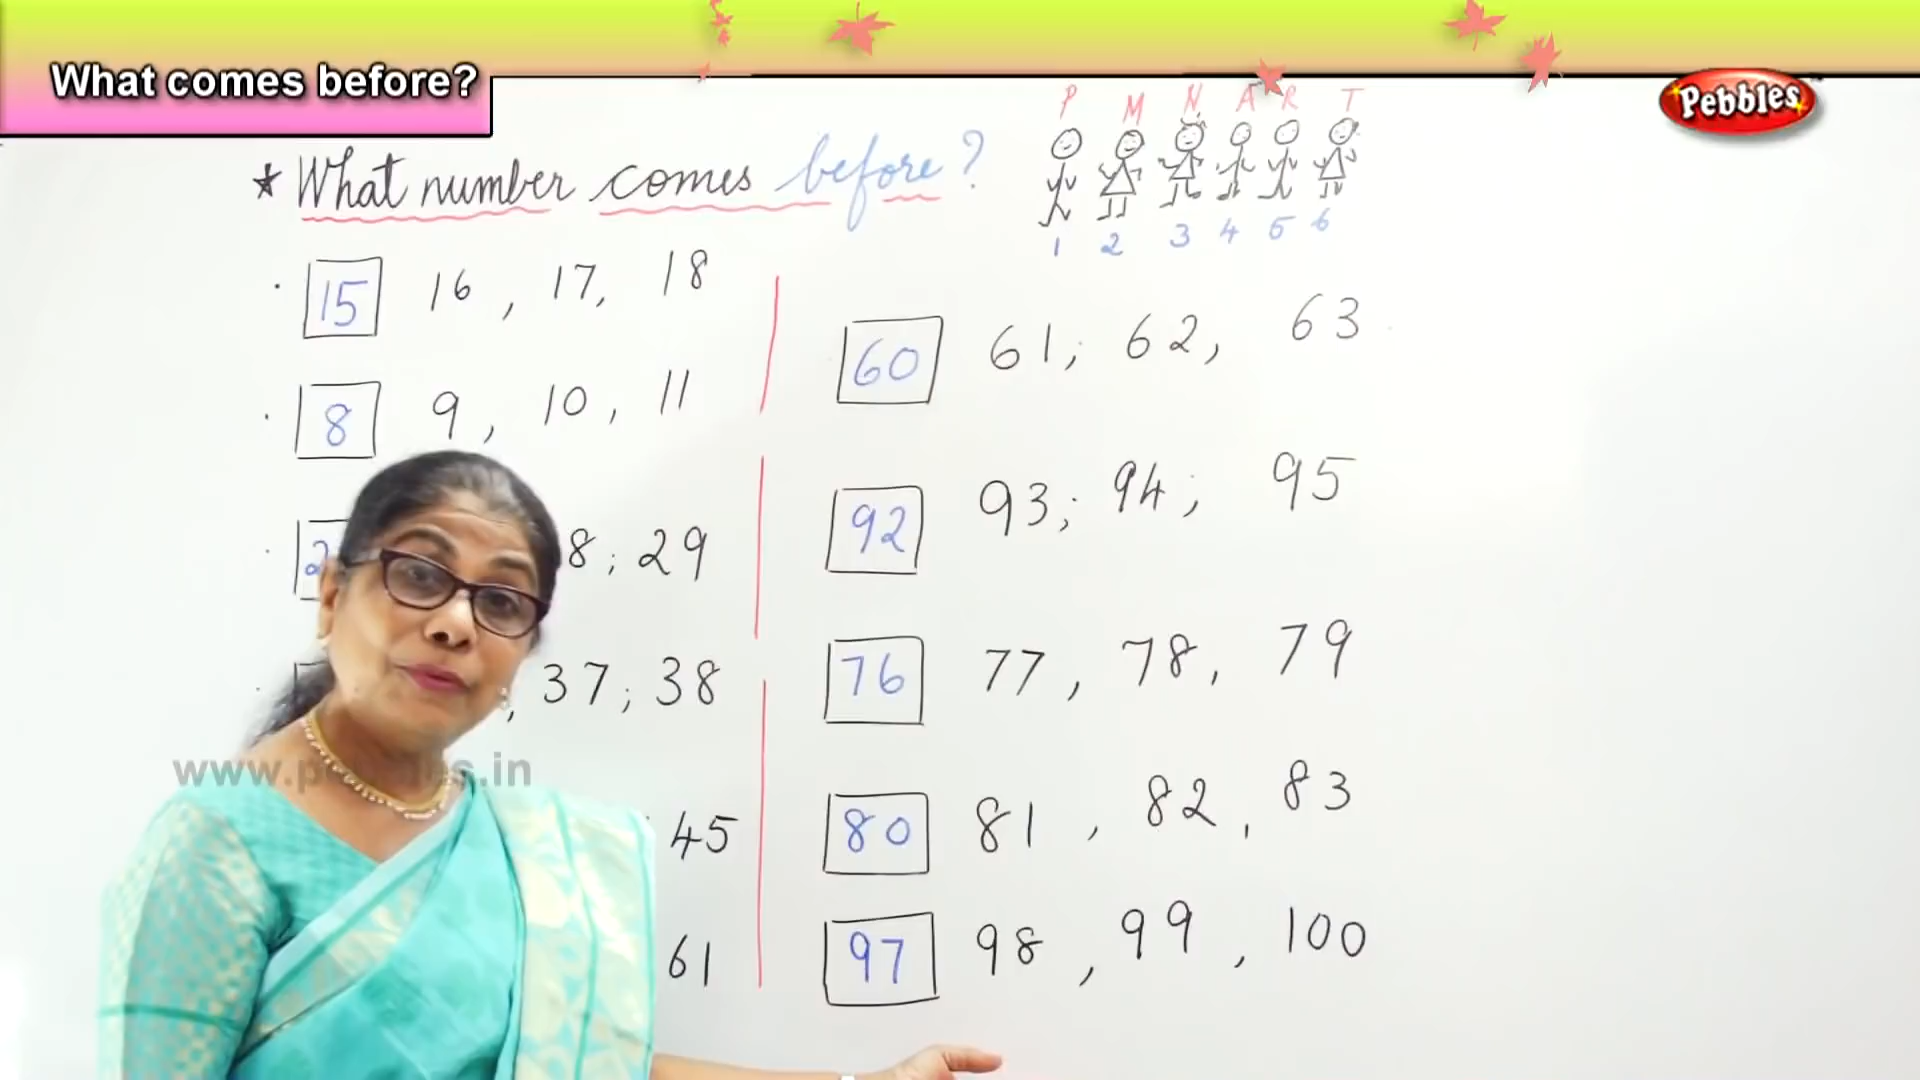 What comes before?
Pebbles
P M N A R T
* What number comes before?
1 2 3 4 5 6
15 16, 17, 18
8 9, 10, 11
8; 29
, 37; 38
45
61
60 61; 62, 63
92 93; 94; 95
76 77, 78, 79
80 81, 82, 83
97 98, 99, 100